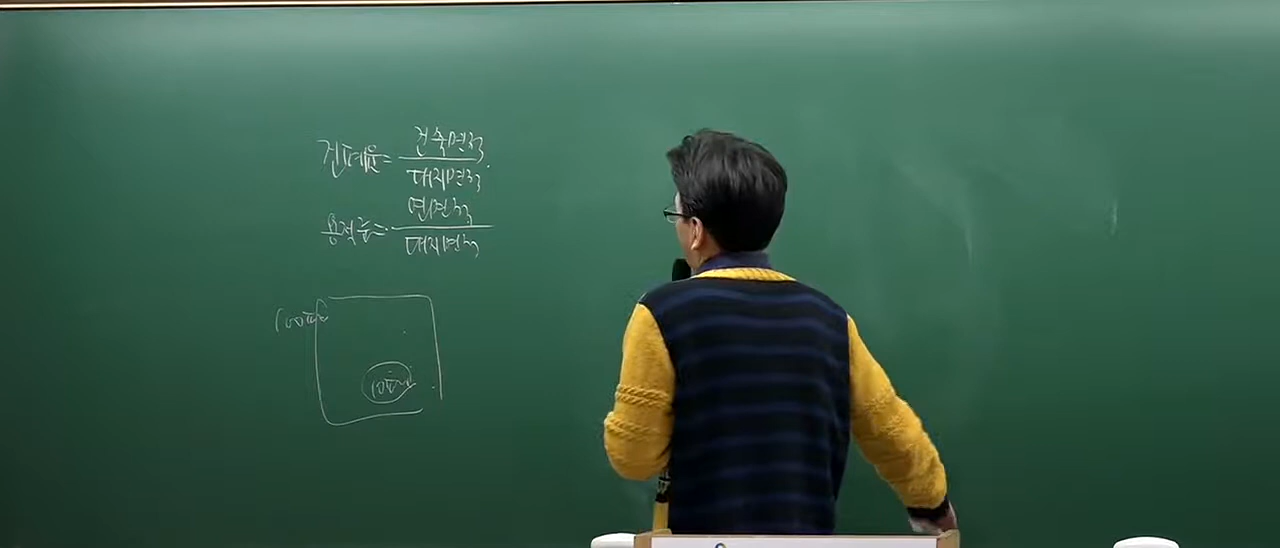 건폐율 = 건축면적
대지면적
용적률 = 연면적
대지면적
100평
10평